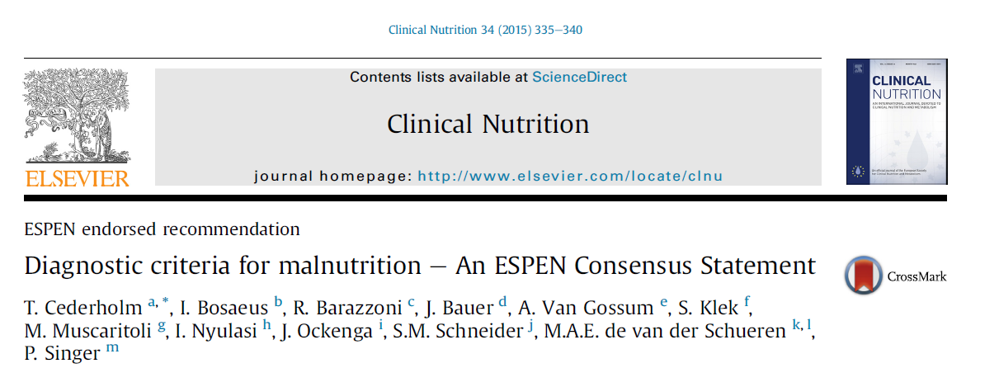 Clinical Nutrition 34 (2015) 335–340
Contents lists available at ScienceDirect
Clinical Nutrition
journal homepage: http://www.elsevier.com/locate/clnu
ELSEVIER
CLINICAL
NUTRITION
AN INTERNATIONAL JOURNAL DEVOTED TO
CLINICAL NUTRITION AND METABOLISM
ESPEN endorsed recommendation
Diagnostic criteria for malnutrition – An ESPEN Consensus Statement
CrossMark
T. Cederholm a, *, I. Bosaeus b, R. Barazzoni c, J. Bauer d, A. Van Gossum e, S. Klek f,
M. Muscaritoli g, I. Nyulasi h, J. Ockenga i, S.M. Schneider j, M.A.E. de van der Schueren k, l,
P. Singer m